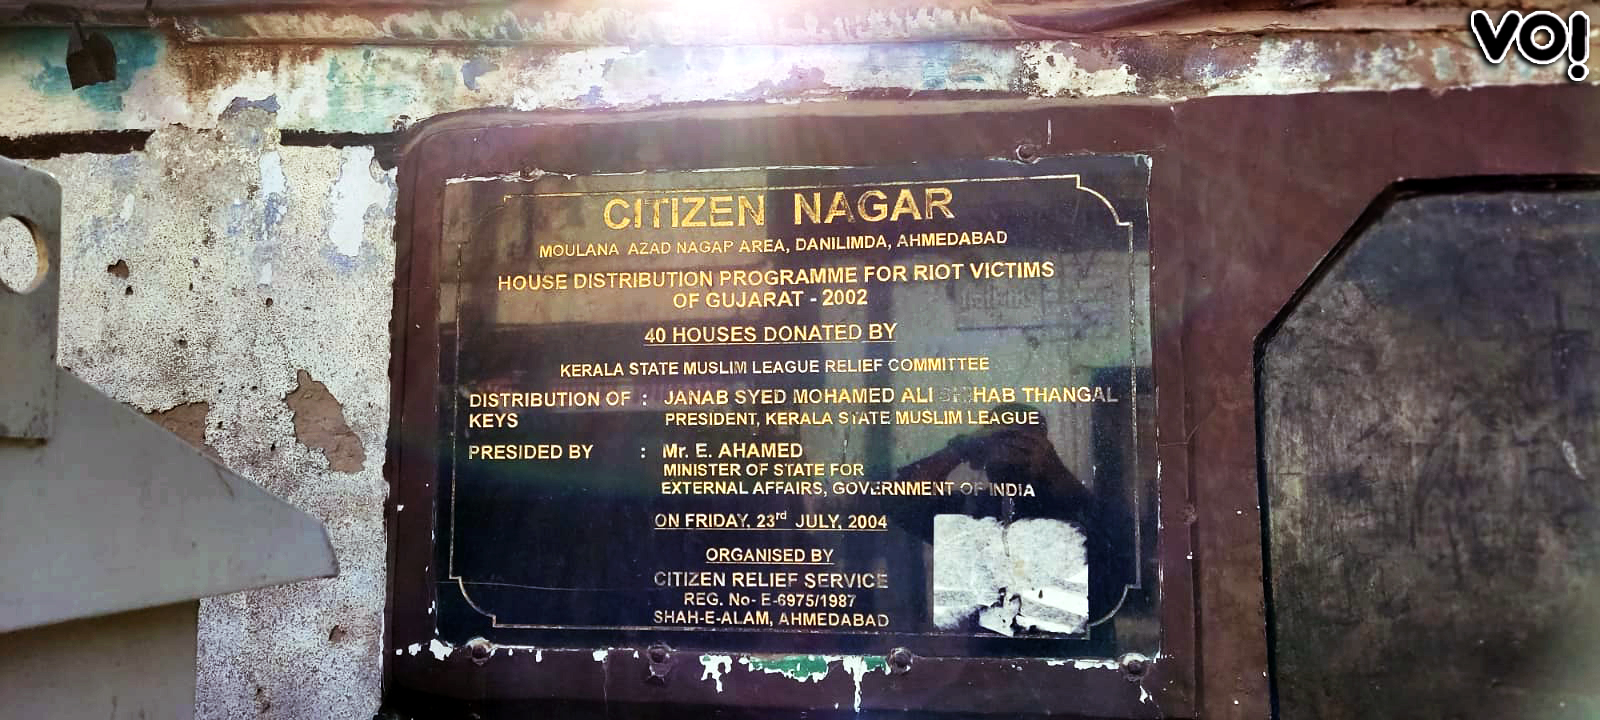 VO!
CITIZEN NAGAR
MOULANA AZAD NAGAR AREA, DANILIMDA, AHMEDABAD
HOUSE DISTRIBUTION PROGRAMME FOR RIOT VICTIMS
OF GUJARAT - 2002
40 HOUSES DONATED BY
KERALA STATE MUSLIM LEAGUE RELIEF COMMITTEE
DISTRIBUTION OF : JANAB SYED MOHAMED ALI SHIHAB THANGAL
KEYS PRESIDENT, KERALA STATE MUSLIM LEAGUE
PRESIDED BY : Mr. E. AHAMED
MINISTER OF STATE FOR
EXTERNAL AFFAIRS, GOVERNMENT OF INDIA
ON FRIDAY, 23rd JULY, 2004
ORGANISED BY
CITIZEN RELIEF SERVICE
REG. No- E-6975/1987
SHAH-E-ALAM, AHMEDABAD